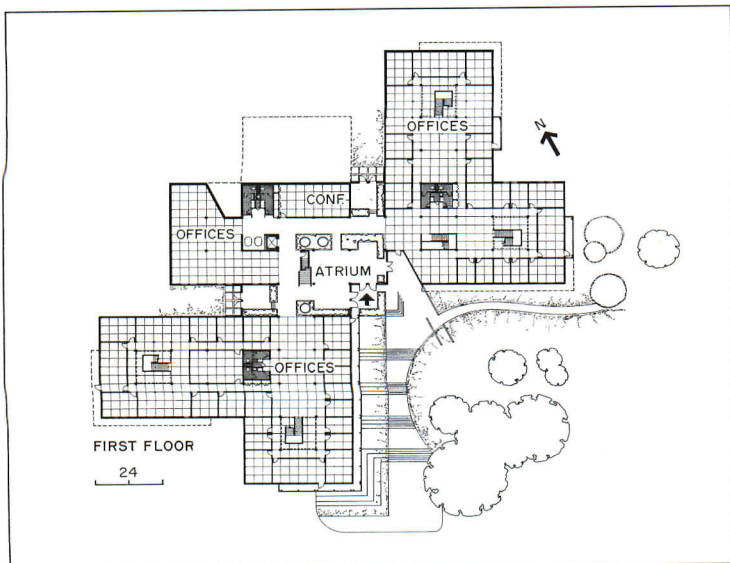 OFFICES
N
CONF.
OFFICES
ATRIUM
OFFICES
FIRST FLOOR
24